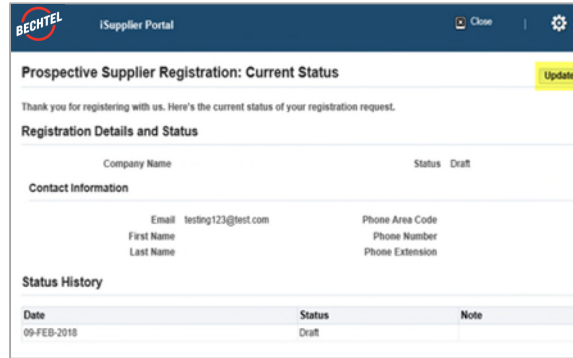 BECHTEL iSupplier Portal Close
Prospective Supplier Registration: Current Status Update
Thank you for registering with us. Here's the current status of your registration request.
Registration Details and Status
Company Name Status Draft
Contact Information
Email testing123@test.com Phone Area Code
First Name Phone Number
Last Name Phone Extension
Status History
Date Status Note
09-FEB-2018 Draft